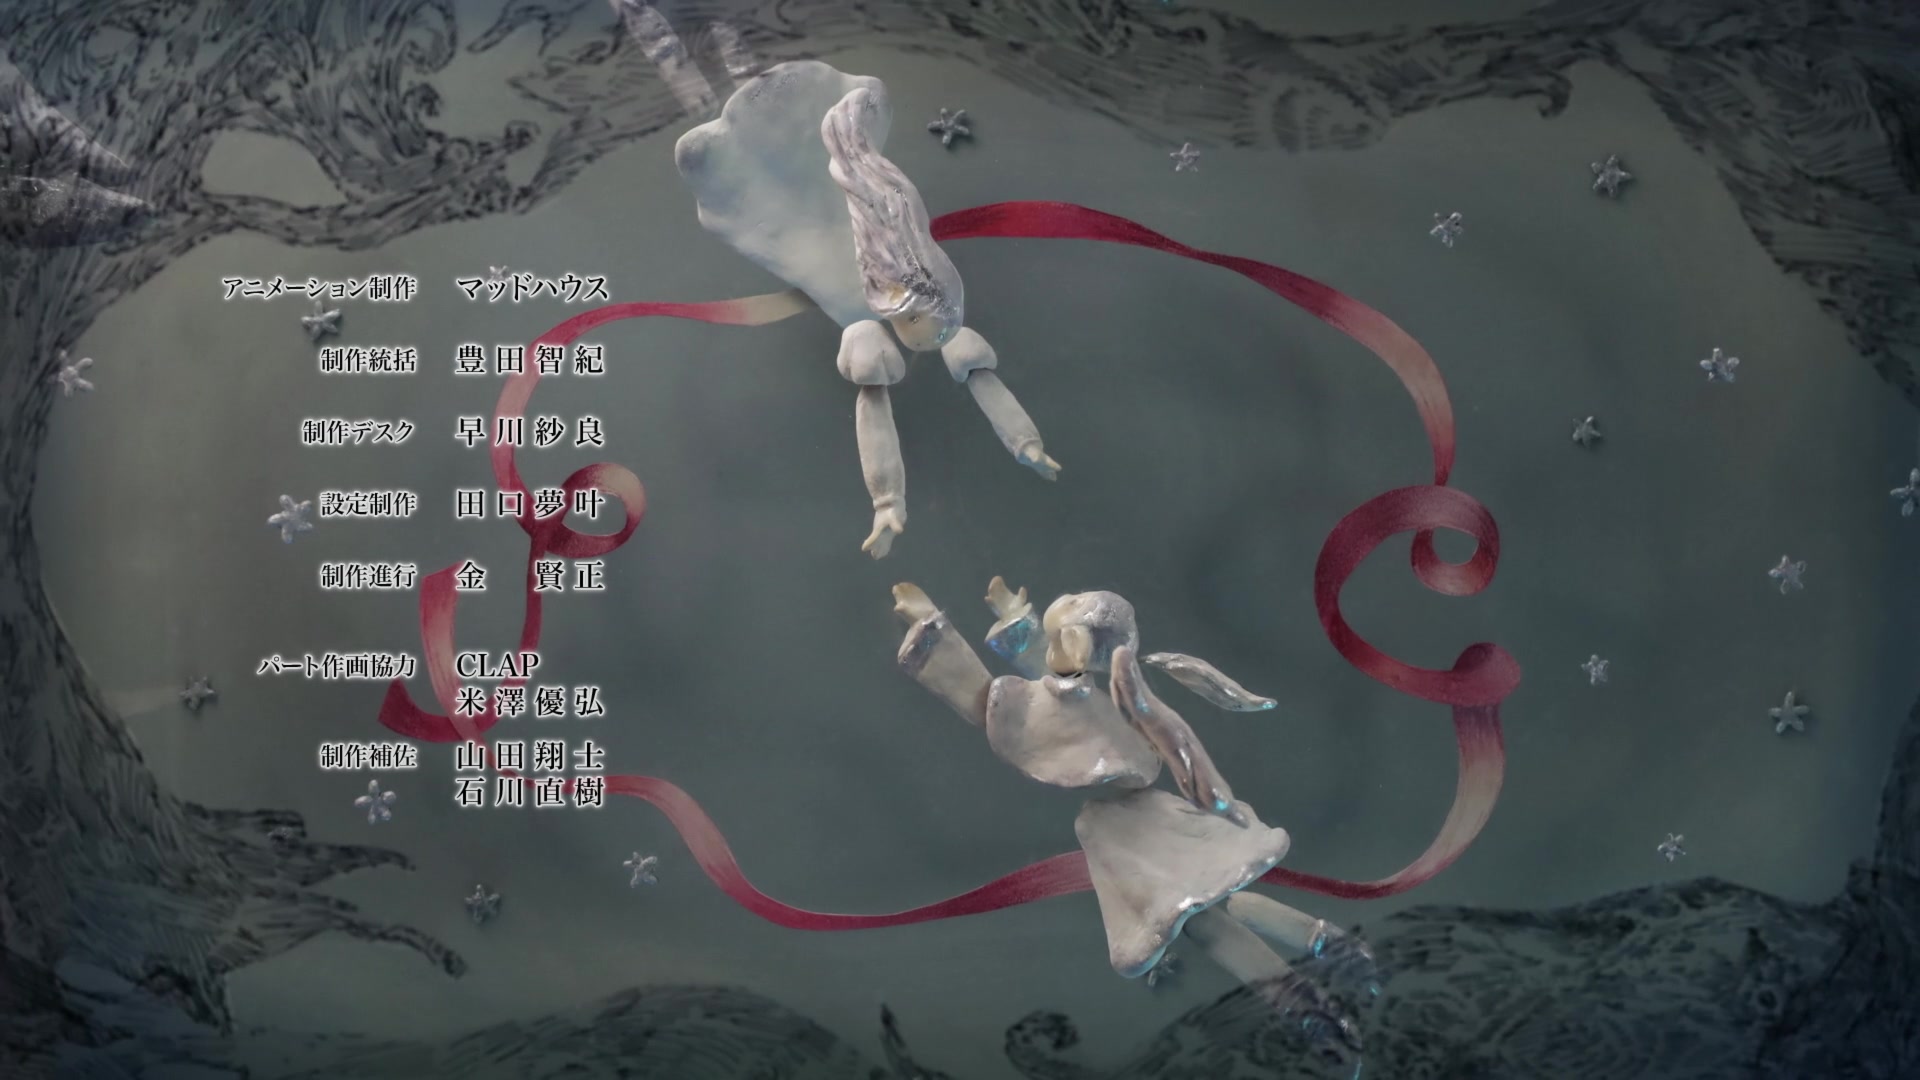 アニメーション制作 マッドハウス
制作統括 豊田智紀
制作デスク 早川紗良
設定制作 田口夢叶
制作進行 金 賢正
パート作画協力 CLAP
米澤優弘
制作補佐 山田翔士
石川直樹